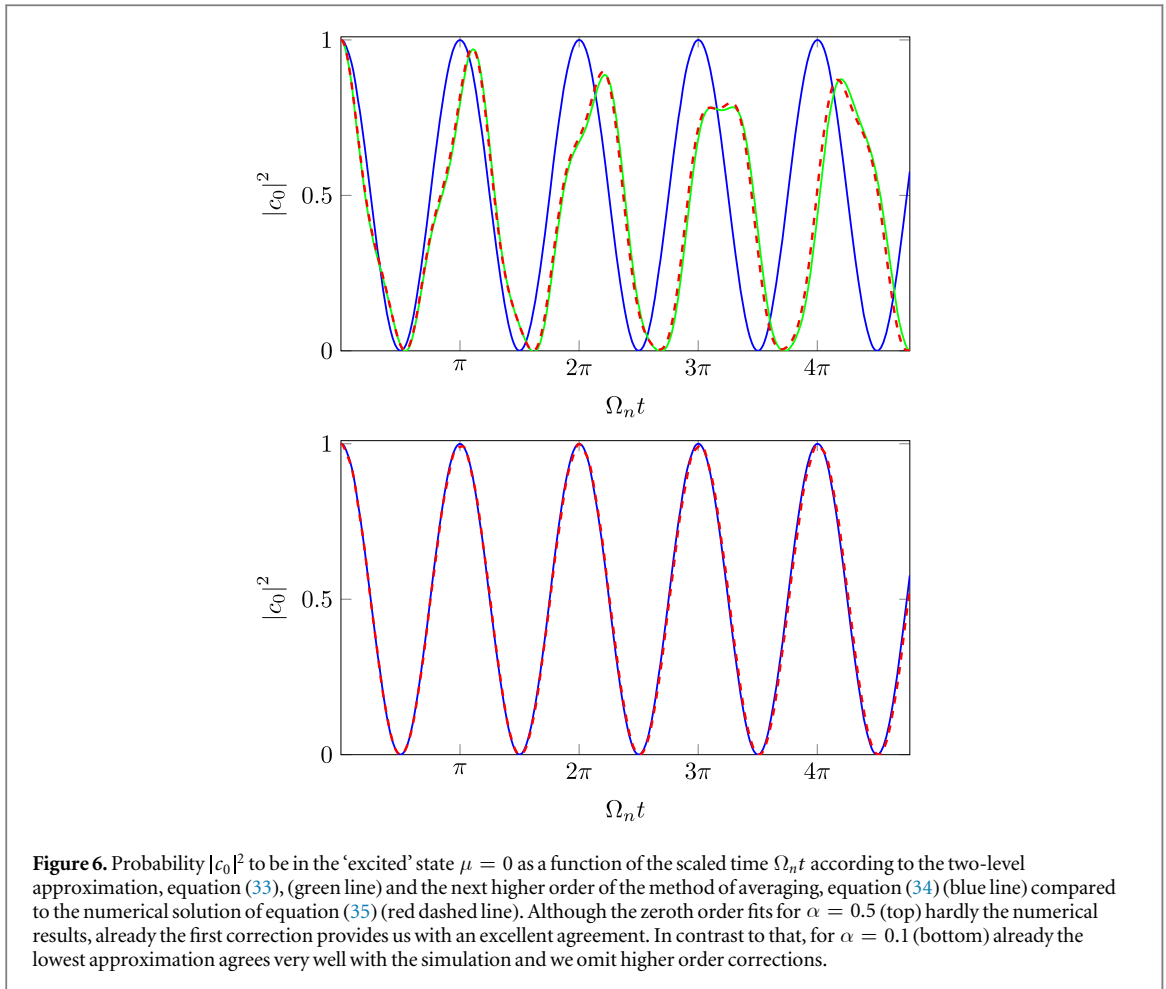 1
0.5
0
|c₀|²
π
2π
3π
4π
Ωₙt
1
0.5
0
|c₀|²
π
2π
3π
4π
Ωₙt
Figure 6. Probability |c₀|² to be in the ‘excited’ state μ = 0 as a function of the scaled time Ωₙt according to the two-level
approximation, equation (33), (green line) and the next higher order of the method of averaging, equation (34) (blue line) compared
to the numerical solution of equation (35) (red dashed line). Although the zeroth order fits for α = 0.5 (top) hardly the numerical
results, already the first correction provides us with an excellent agreement. In contrast to that, for α = 0.1 (bottom) already the
lowest approximation agrees very well with the simulation and we omit higher order corrections.